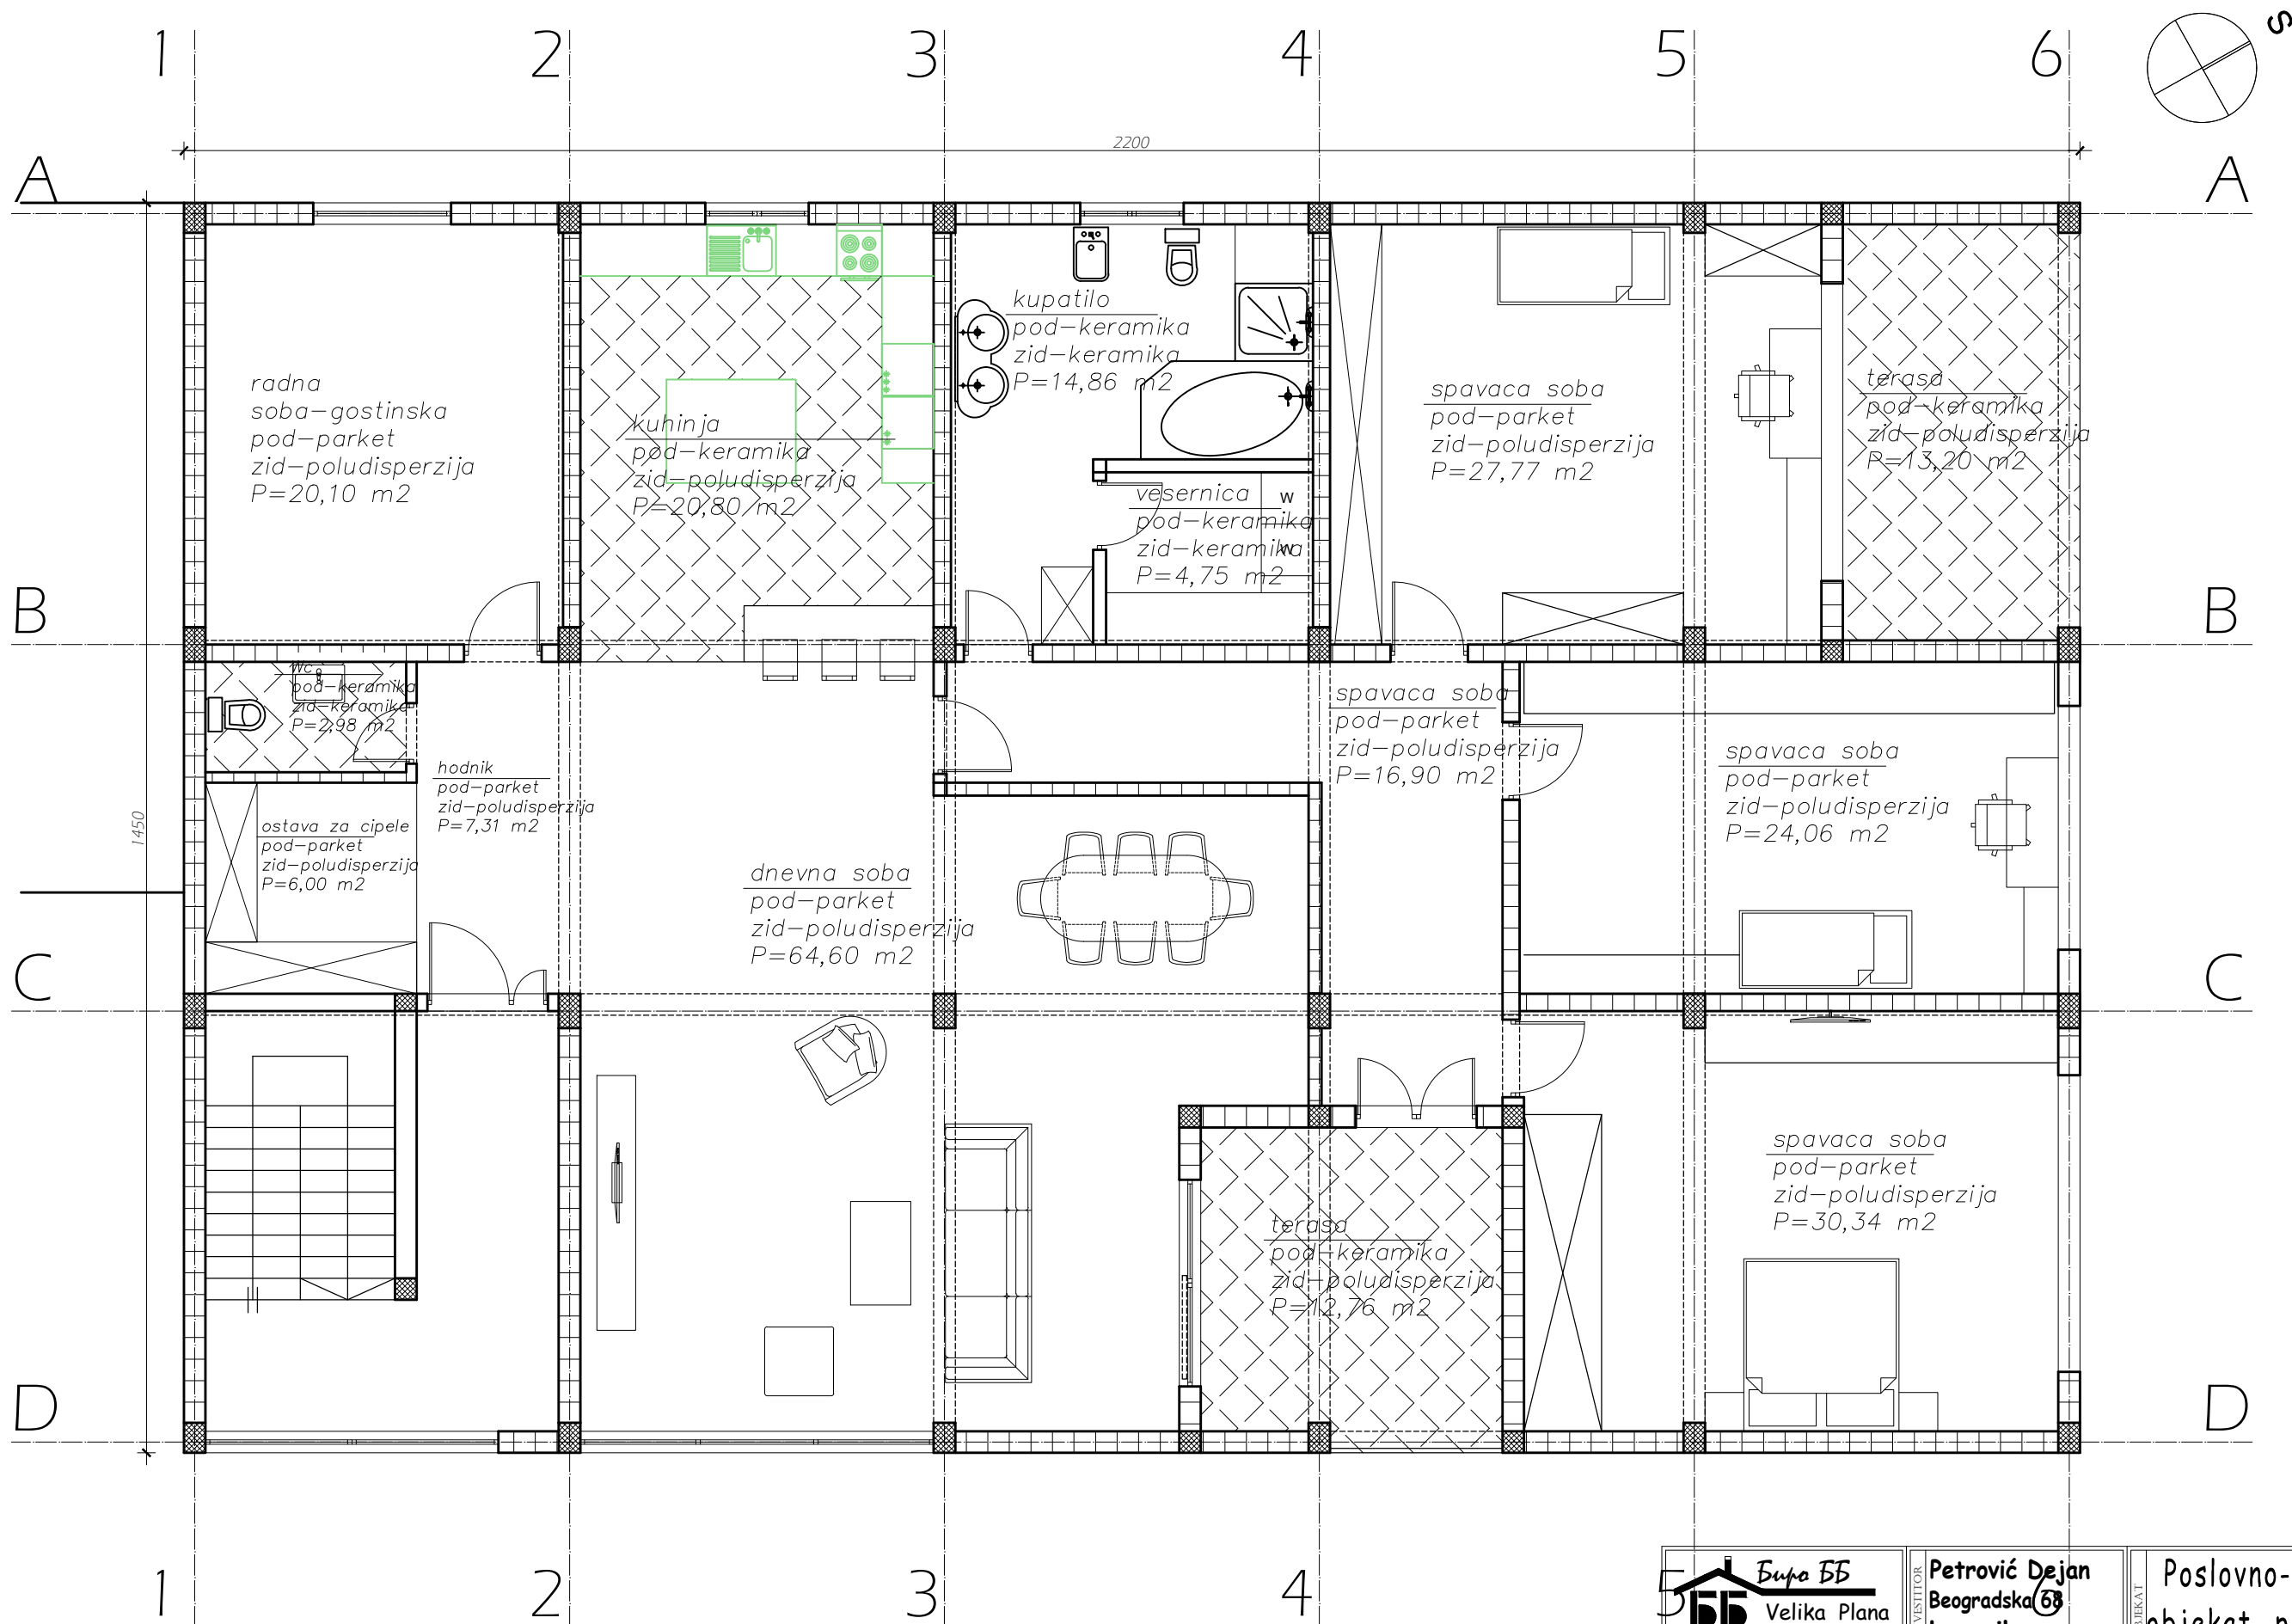 1 2 3 4 5 6
S
2200
A A
radna
soba-gostinska
pod-parket
zid-poludisperzija
P=20,10 m2
kuhinja
pod-keramika
zid-poludisperzija
P=20,80 m2
kupatilo
pod-keramika
zid-keramika
P=14,86 m2
vesernica
pod-keramika
zid-keramika
P=4,75 m2
W
W
spavaca soba
pod-parket
zid-poludisperzija
P=27,77 m2
terasa
pod-keramika
zid-poludisperzija
P=13,20 m2
B B
Wc
pod-keramika
zid-keramika
P=2,98 m2
hodnik
pod-parket
zid-poludisperzija
P=7,31 m2
ostava za cipele
pod-parket
zid-poludisperzija
P=6,00 m2
1450
dnevna soba
pod-parket
zid-poludisperzija
P=64,60 m2
spavaca soba
pod-parket
zid-poludisperzija
P=16,90 m2
spavaca soba
pod-parket
zid-poludisperzija
P=24,06 m2
C C
terasa
pod-keramika
zid-poludisperzija
P=12,76 m2
spavaca soba
pod-parket
zid-poludisperzija
P=30,34 m2
D D
1 2 3 4 5 6
Биро ББ
ББ
Velika Plana
Petrović Dejan
Beogradska 68
Poslovno-